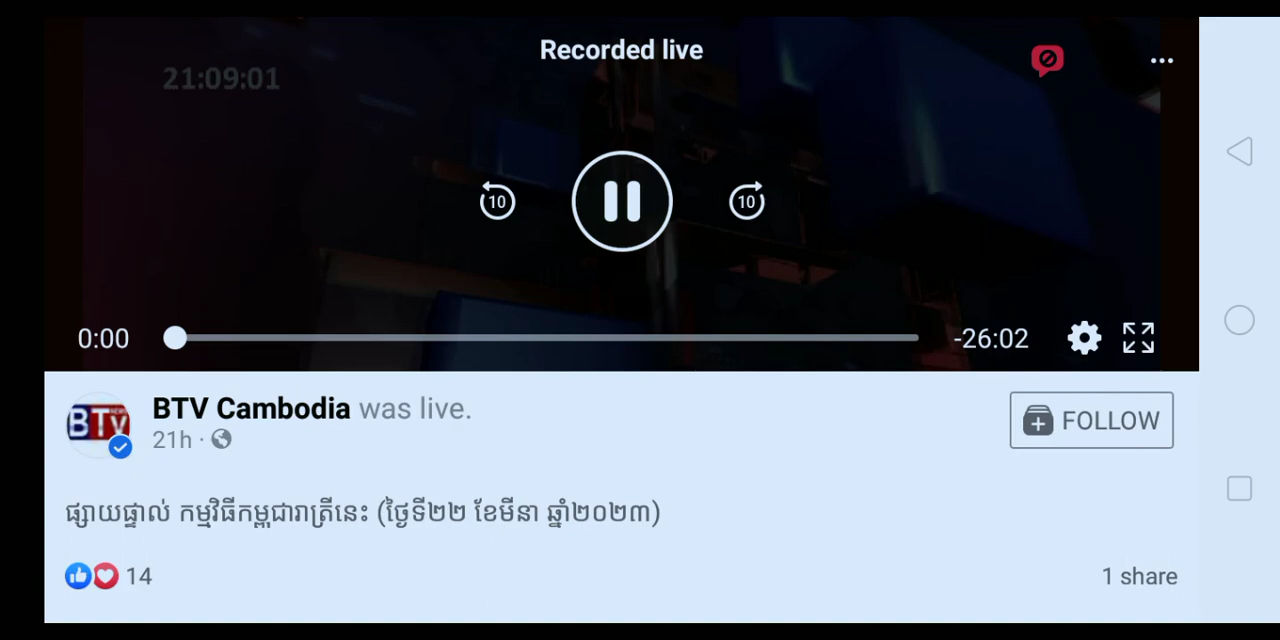 Recorded live
21:09:01
10
10
0:00
-26:02
BTV NEWS
BTV Cambodia was live.
FOLLOW
21h ·
ផ្សាយផ្ទាល់ កម្មវិធីកម្ពុជារាត្រីនេះ (ថ្ងៃទី២២ ខែមីនា ឆ្នាំ២០២៣)
14
1 share